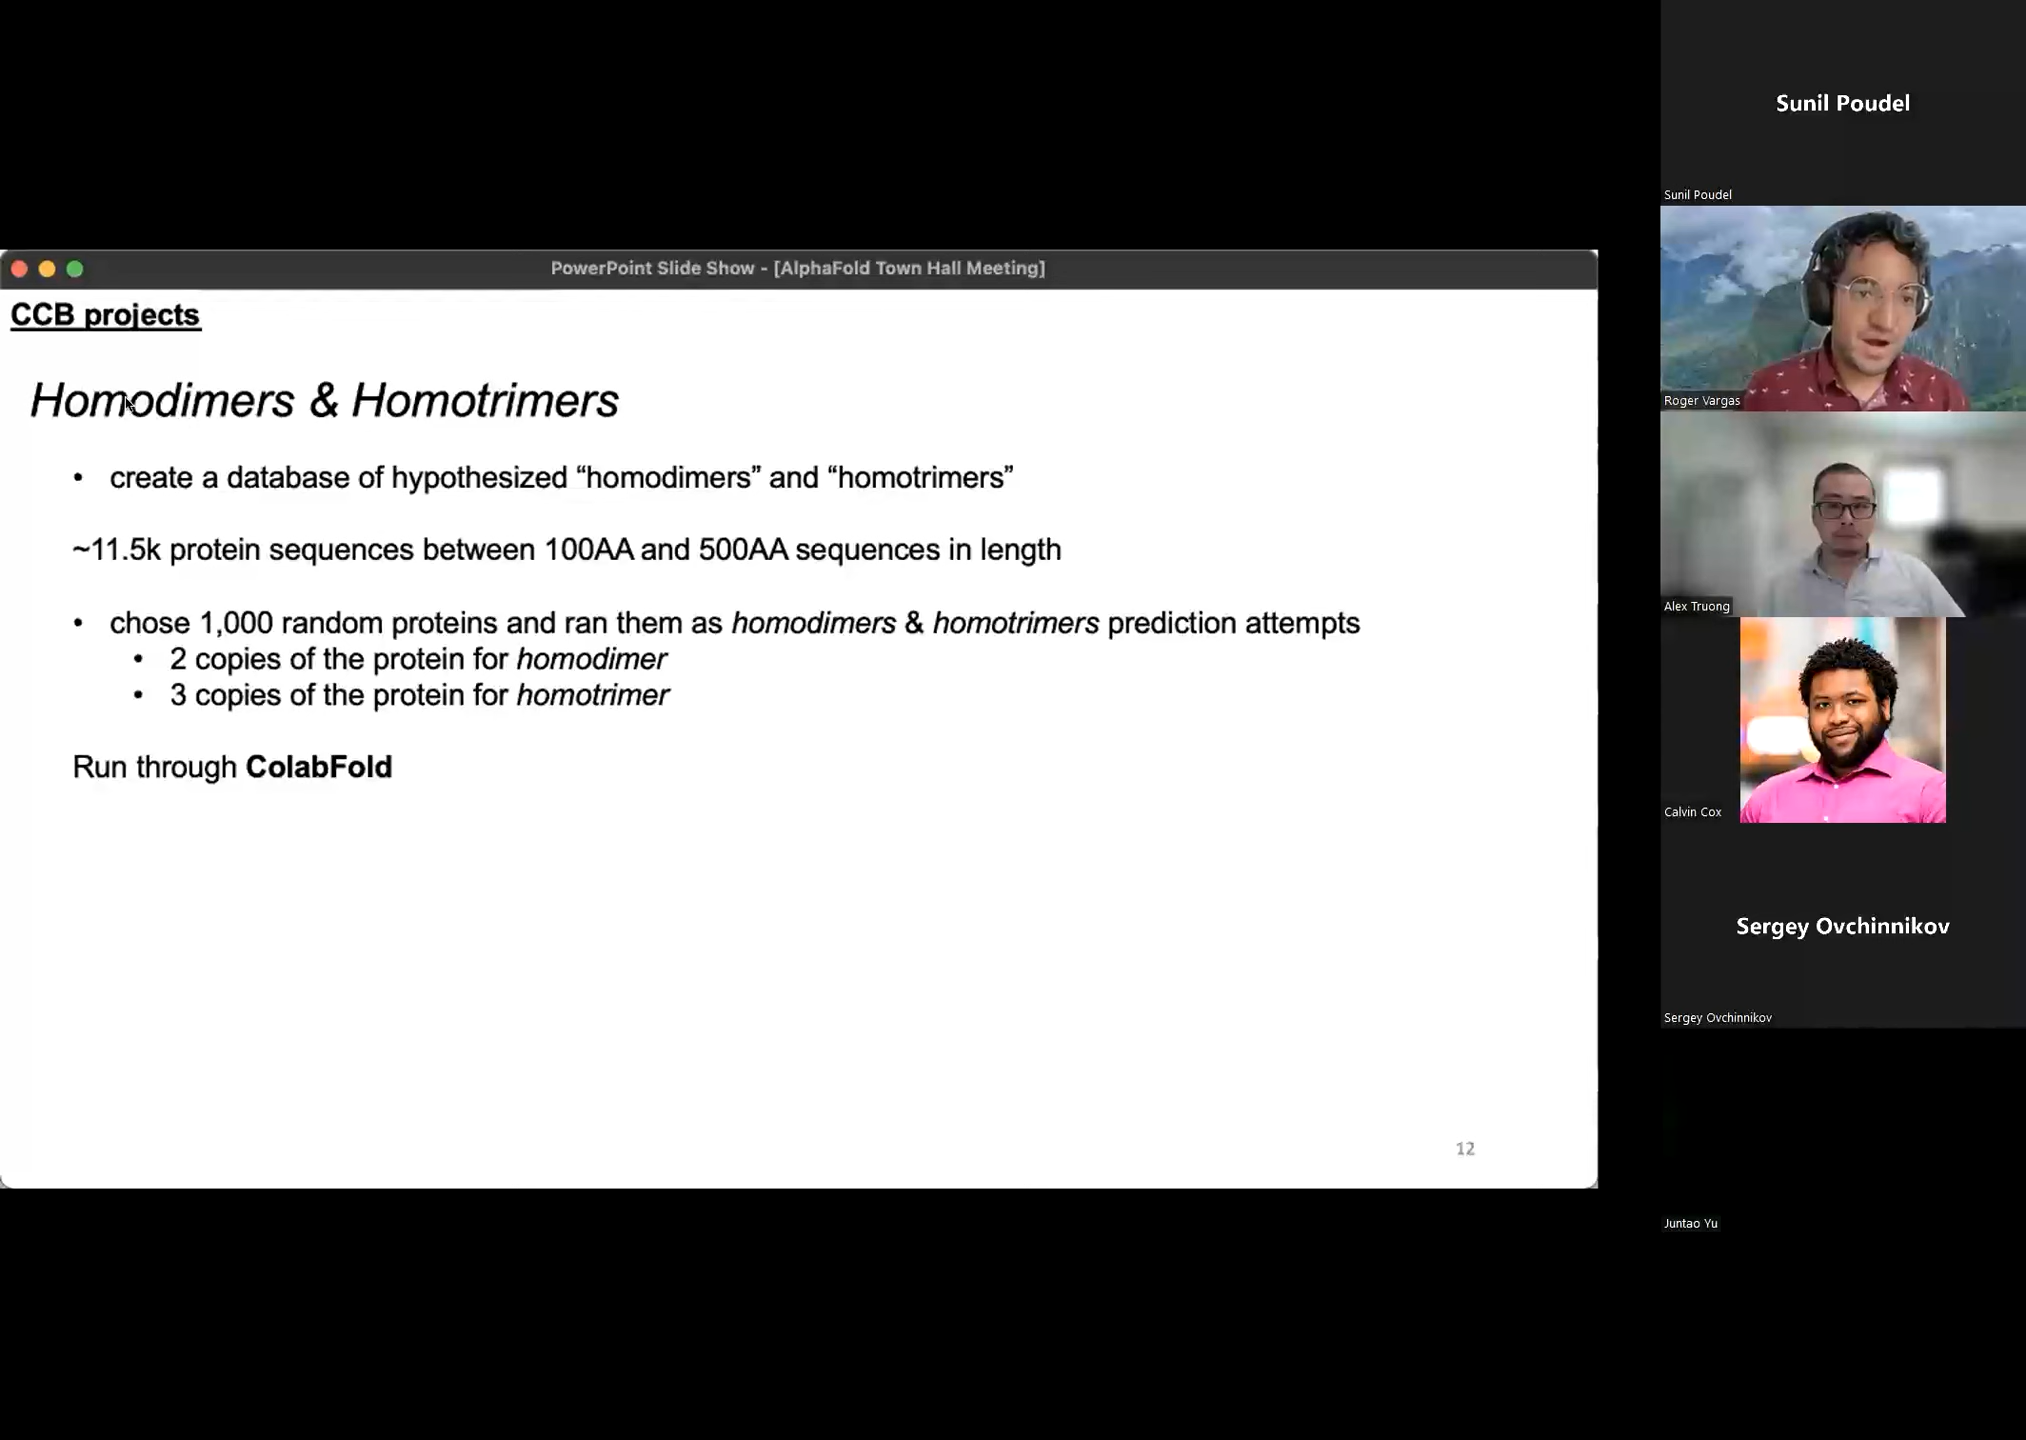 PowerPoint Slide Show - [AlphaFold Town Hall Meeting]
CCB projects
Homodimers & Homotrimers
• create a database of hypothesized “homodimers” and “homotrimers”
~11.5k protein sequences between 100AA and 500AA sequences in length
• chose 1,000 random proteins and ran them as homodimers & homotrimers prediction attempts
• 2 copies of the protein for homodimer
• 3 copies of the protein for homotrimer
Run through ColabFold
12
Sunil Poudel
Sunil Poudel
Roger Vargas
Alex Truong
Calvin Cox
Sergey Ovchinnikov
Sergey Ovchinnikov
Juntao Yu